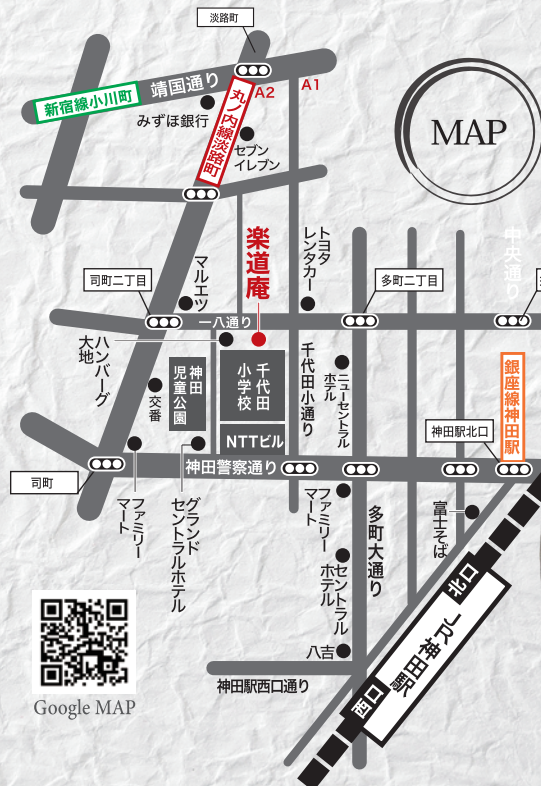 淡路町
新宿線小川町
靖国通り
A2
A1
みずほ銀行
丸ノ内線淡路町
セブン
イレブン
MAP
中央通
楽道庵
トヨタ
レンタカー
マルエツ
司町二丁目
多町二丁目
一八通り
ハンバーグ
大地
神田
児童公園
千代田
小学校
千代田小通り
ニューセントラル
ホテル
交番
銀座線神田駅
神田駅北口
NTTビル
神田警察通り
司町
ファミリー
マート
グランド
セントラルホテル
ファミリー
マート
多町大通り
富士そば
セントラル
ホテル
北口
JR神田駅
西口
八吉
神田駅西口通り
Google MAP